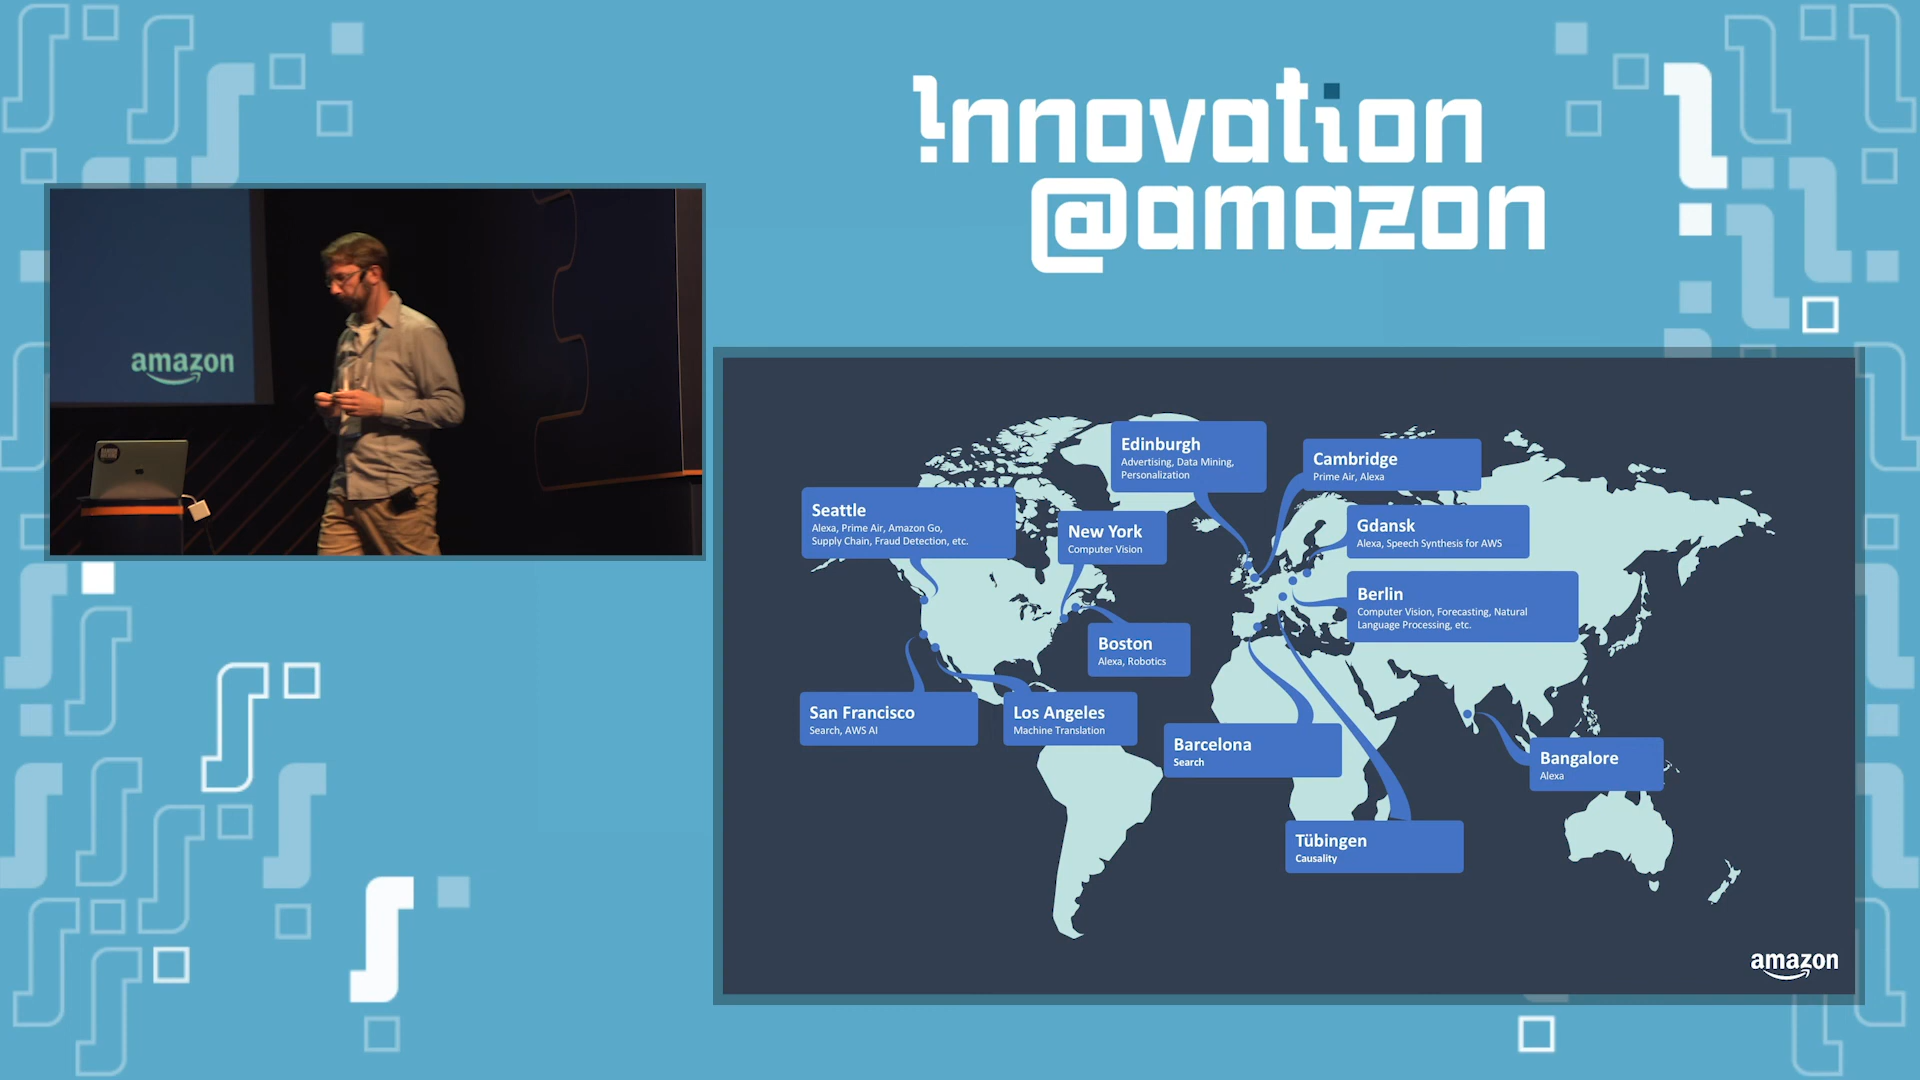 Innovation
@amazon
amazon
Edinburgh
Advertising, Data Mining,
Personalization
Cambridge
Prime Air, Alexa
Seattle
Alexa, Prime Air, Amazon Go,
Supply Chain, Fraud Detection, etc.
New York
Computer Vision
Gdansk
Alexa, Speech Synthesis for AWS
Berlin
Computer Vision, Forecasting, Natural
Language Processing, etc.
Boston
Alexa, Robotics
San Francisco
Search, AWS AI
Los Angeles
Machine Translation
Barcelona
Search
Bangalore
Alexa
Tübingen
Causality
amazon